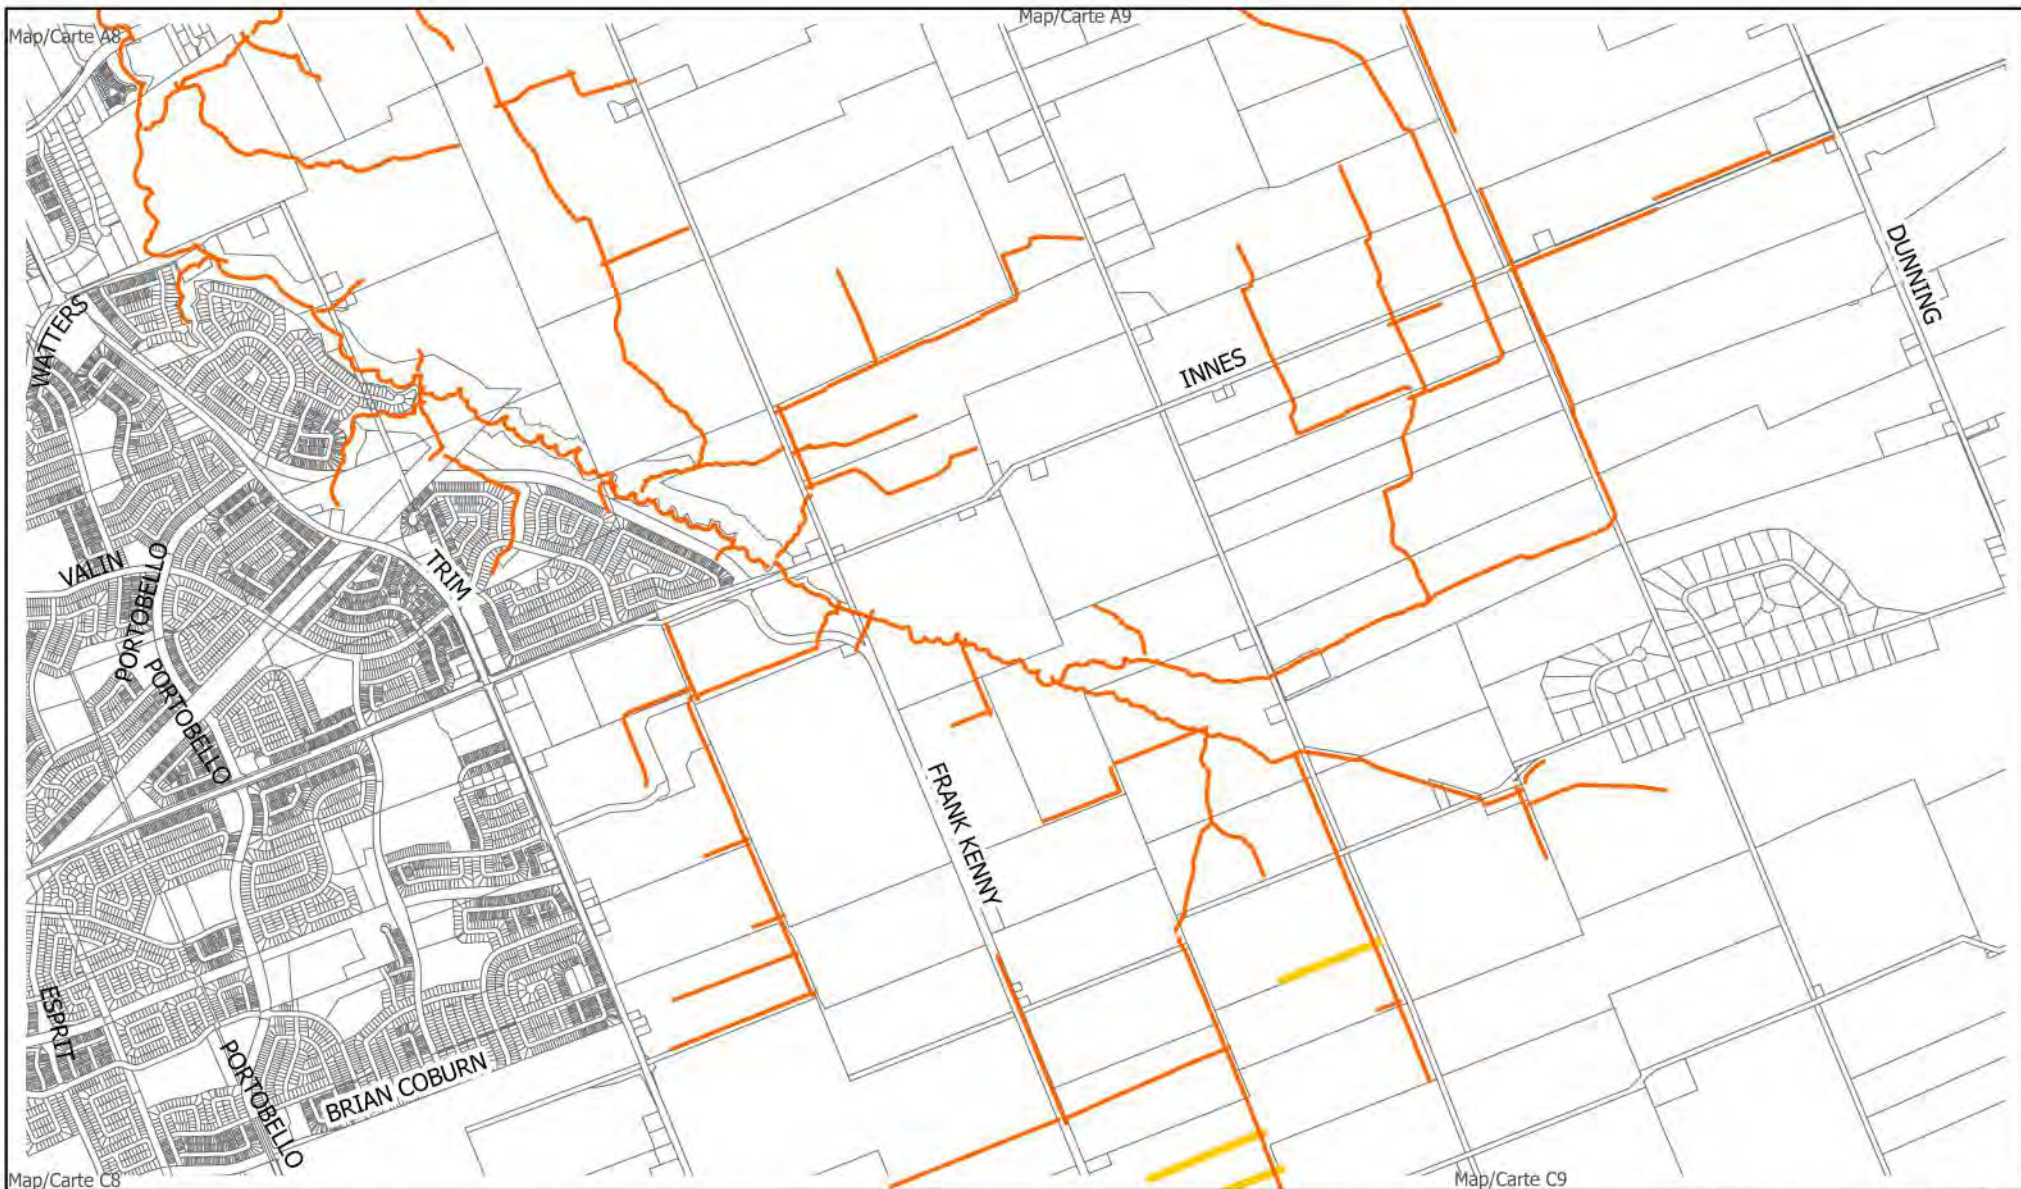 Map/Carte A9
Map/Carte A8
DUNNING
WATTERS
INNES
VALIN
PORTOBELLO
TRIM
PORTOBELLO
FRANK KENNY
ESPRIT
PORTOBELLO
BRIAN COBURN
Map/Carte C8
Map/Carte C9